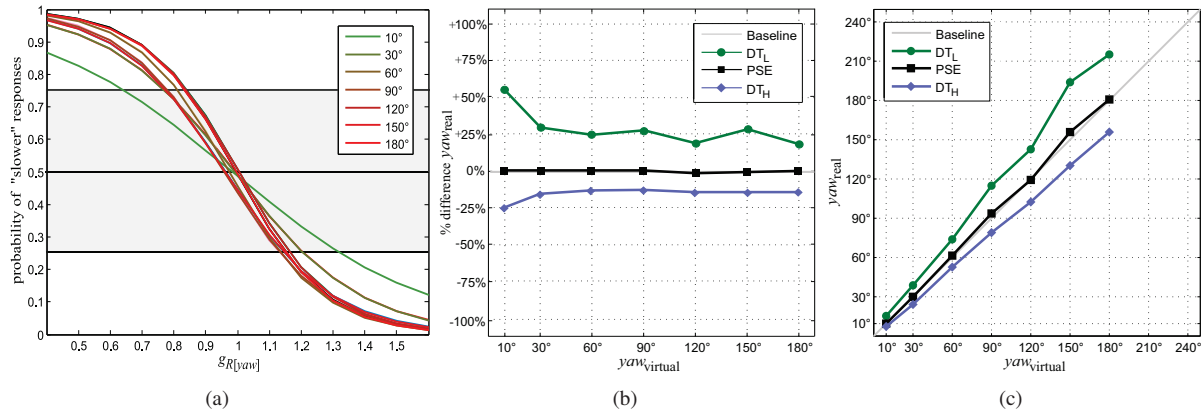 probability of "slower" responses
1
0.9
0.8
0.7
0.6
0.5
0.4
0.3
0.2
0.1
0
0.5 0.6 0.7 0.8 0.9 1.0 1.1 1.2 1.3 1.4 1.5
gR[yaw]
10°
30°
60°
90°
120°
150°
180°
(a)
% difference yawreal
+100%
+75%
+50%
+25%
0%
-25%
-50%
-75%
-100%
10° 30° 60° 90° 120° 150° 180°
yawvirtual
Baseline
DTL
PSE
DTH
(b)
yawreal
240°
210°
180°
150°
120°
90°
60°
30°
10°
10° 30° 60° 90° 120° 150° 180° 210° 240°
yawvirtual
Baseline
DTL
PSE
DTH
(c)